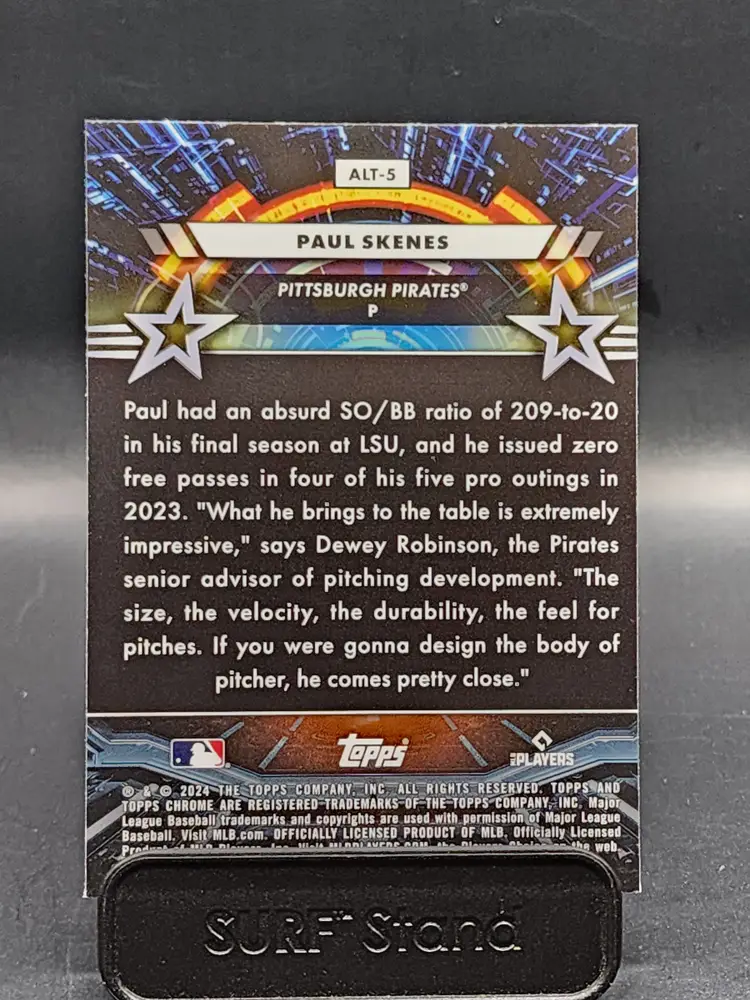 ALT-5
PAUL SKENES
PITTSBURGH PIRATES®
P
Paul had an absurd SO/BB ratio of 209-to-20
in his final season at LSU, and he issued zero
free passes in four of his five pro outings in
2023. "What he brings to the table is extremely
impressive," says Dewey Robinson, the Pirates
senior advisor of pitching development. "The
size, the velocity, the durability, the feel for
pitches. If you were gonna design the body of
pitcher, he comes pretty close."
topps
PLAYERS
® & © 2024 THE TOPPS COMPANY, INC. ALL RIGHTS RESERVED. TOPPS AND
TOPPS CHROME ARE REGISTERED TRADEMARKS OF THE TOPPS COMPANY, INC. Major
League Baseball trademarks and copyrights are used with permission of Major League
Baseball. Visit MLB.com. OFFICIALLY LICENSED PRODUCT OF MLB. Officially Licensed
the web
SURF™ Stand